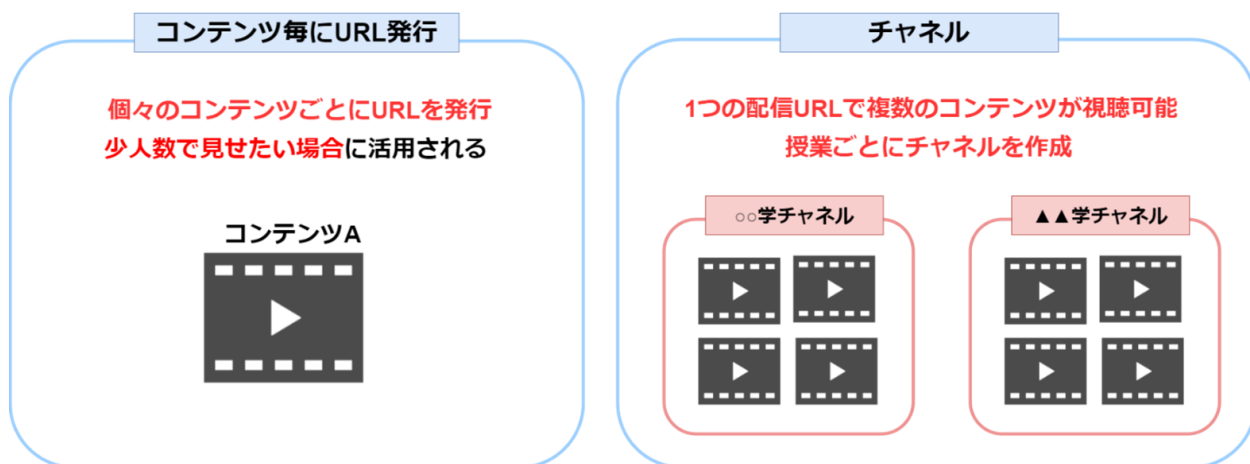 コンテンツ毎にURL発行
個々のコンテンツごとにURLを発行
少人数で見せたい場合に活用される
コンテンツA
チャネル
1つの配信URLで複数のコンテンツが視聴可能
授業ごとにチャネルを作成
○○学チャネル
▲▲学チャネル